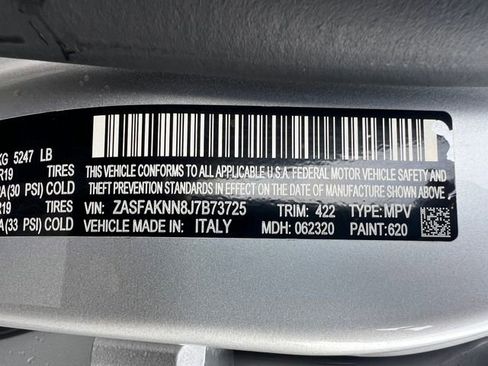 KG 5247 LB
R19 TIRES
A(30 PSI) COLD
R19 TIRES
A(33 PSI) COLD
THIS VEHICLE CONFORMS TO ALL APPLICABLE U.S.A. FEDERAL MOTOR VEHICLE SAFETY AND
THEFT PREVENTION STANDARDS IN EFFECT ON THE DATE OF MANUFACTURE SHOWN ABOVE.
VIN: ZASFAKNN8J7B73725 TRIM: 422 TYPE: MPV
VEHICLE MADE IN: ITALY MDH: 062320 PAINT: 620